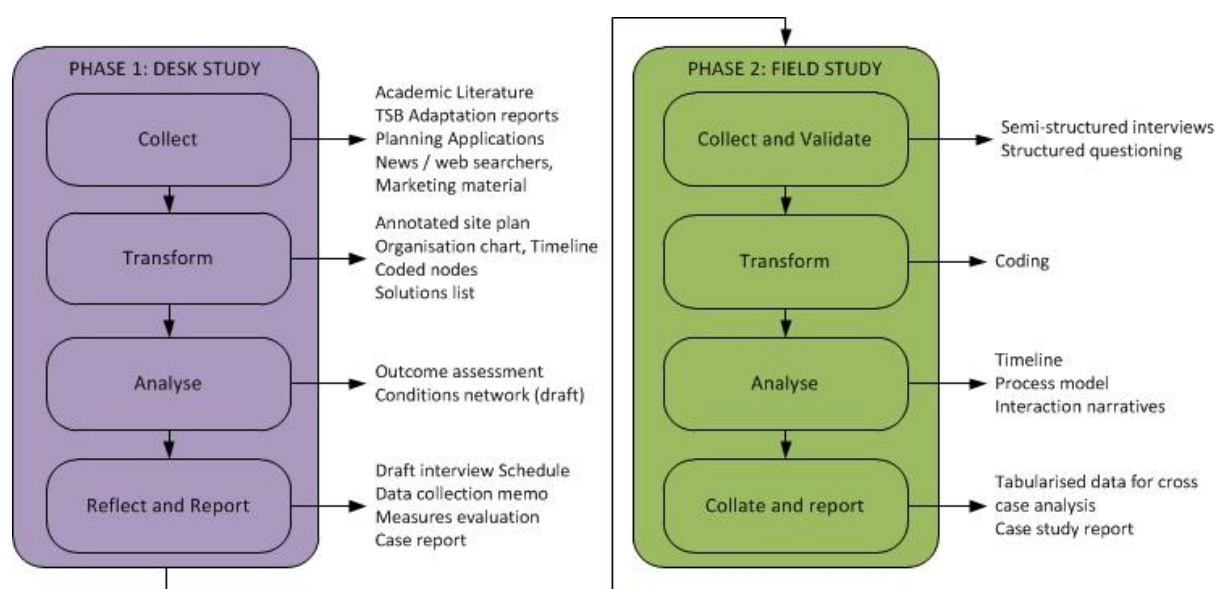 PHASE 1: DESK STUDY
Collect
Academic Literature
TSB Adaptation reports
Planning Applications
News / web searchers,
Marketing material
Transform
Annotated site plan
Organisation chart, Timeline
Coded nodes
Solutions list
Analyse
Outcome assessment
Conditions network (draft)
Reflect and Report
Draft interview Schedule
Data collection memo
Measures evaluation
Case report
PHASE 2: FIELD STUDY
Collect and Validate
Semi-structured interviews
Structured questioning
Transform
Coding
Analyse
Timeline
Process model
Interaction narratives
Collate and report
Tabularised data for cross
case analysis
Case study report